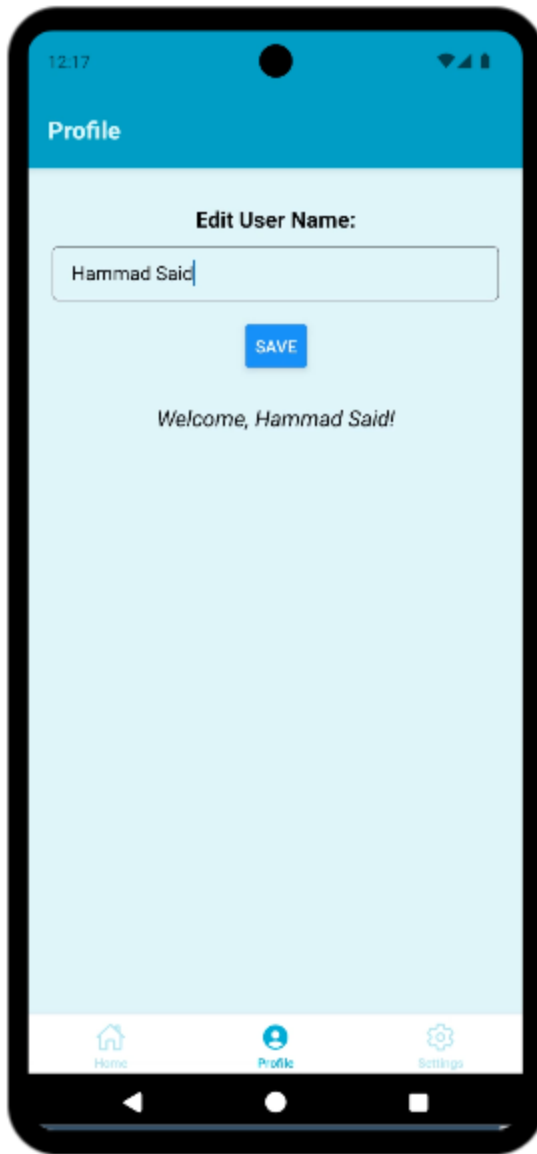 12:17
Profile
Edit User Name:
Hammad Said
SAVE
Welcome, Hammad Said!
Home Profile Settings